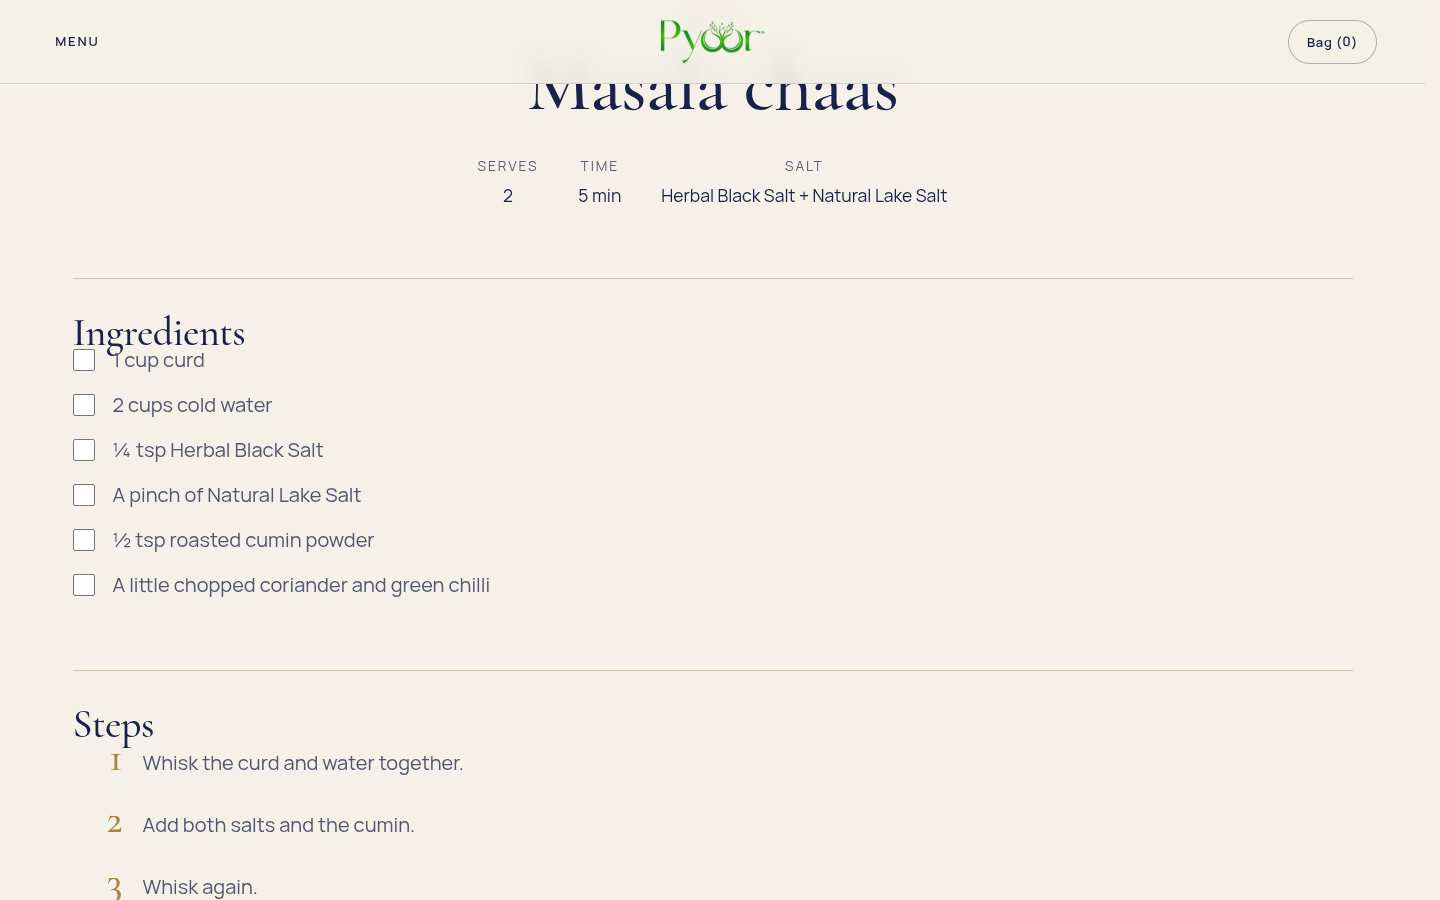 MENU
Pyoor
Bag (0)
Masala chaas
SERVES
2
TIME
5 min
SALT
Herbal Black Salt + Natural Lake Salt
Ingredients
1 cup curd
2 cups cold water
¼ tsp Herbal Black Salt
A pinch of Natural Lake Salt
½ tsp roasted cumin powder
A little chopped coriander and green chilli
Steps
1 Whisk the curd and water together.
2 Add both salts and the cumin.
3 Whisk again.